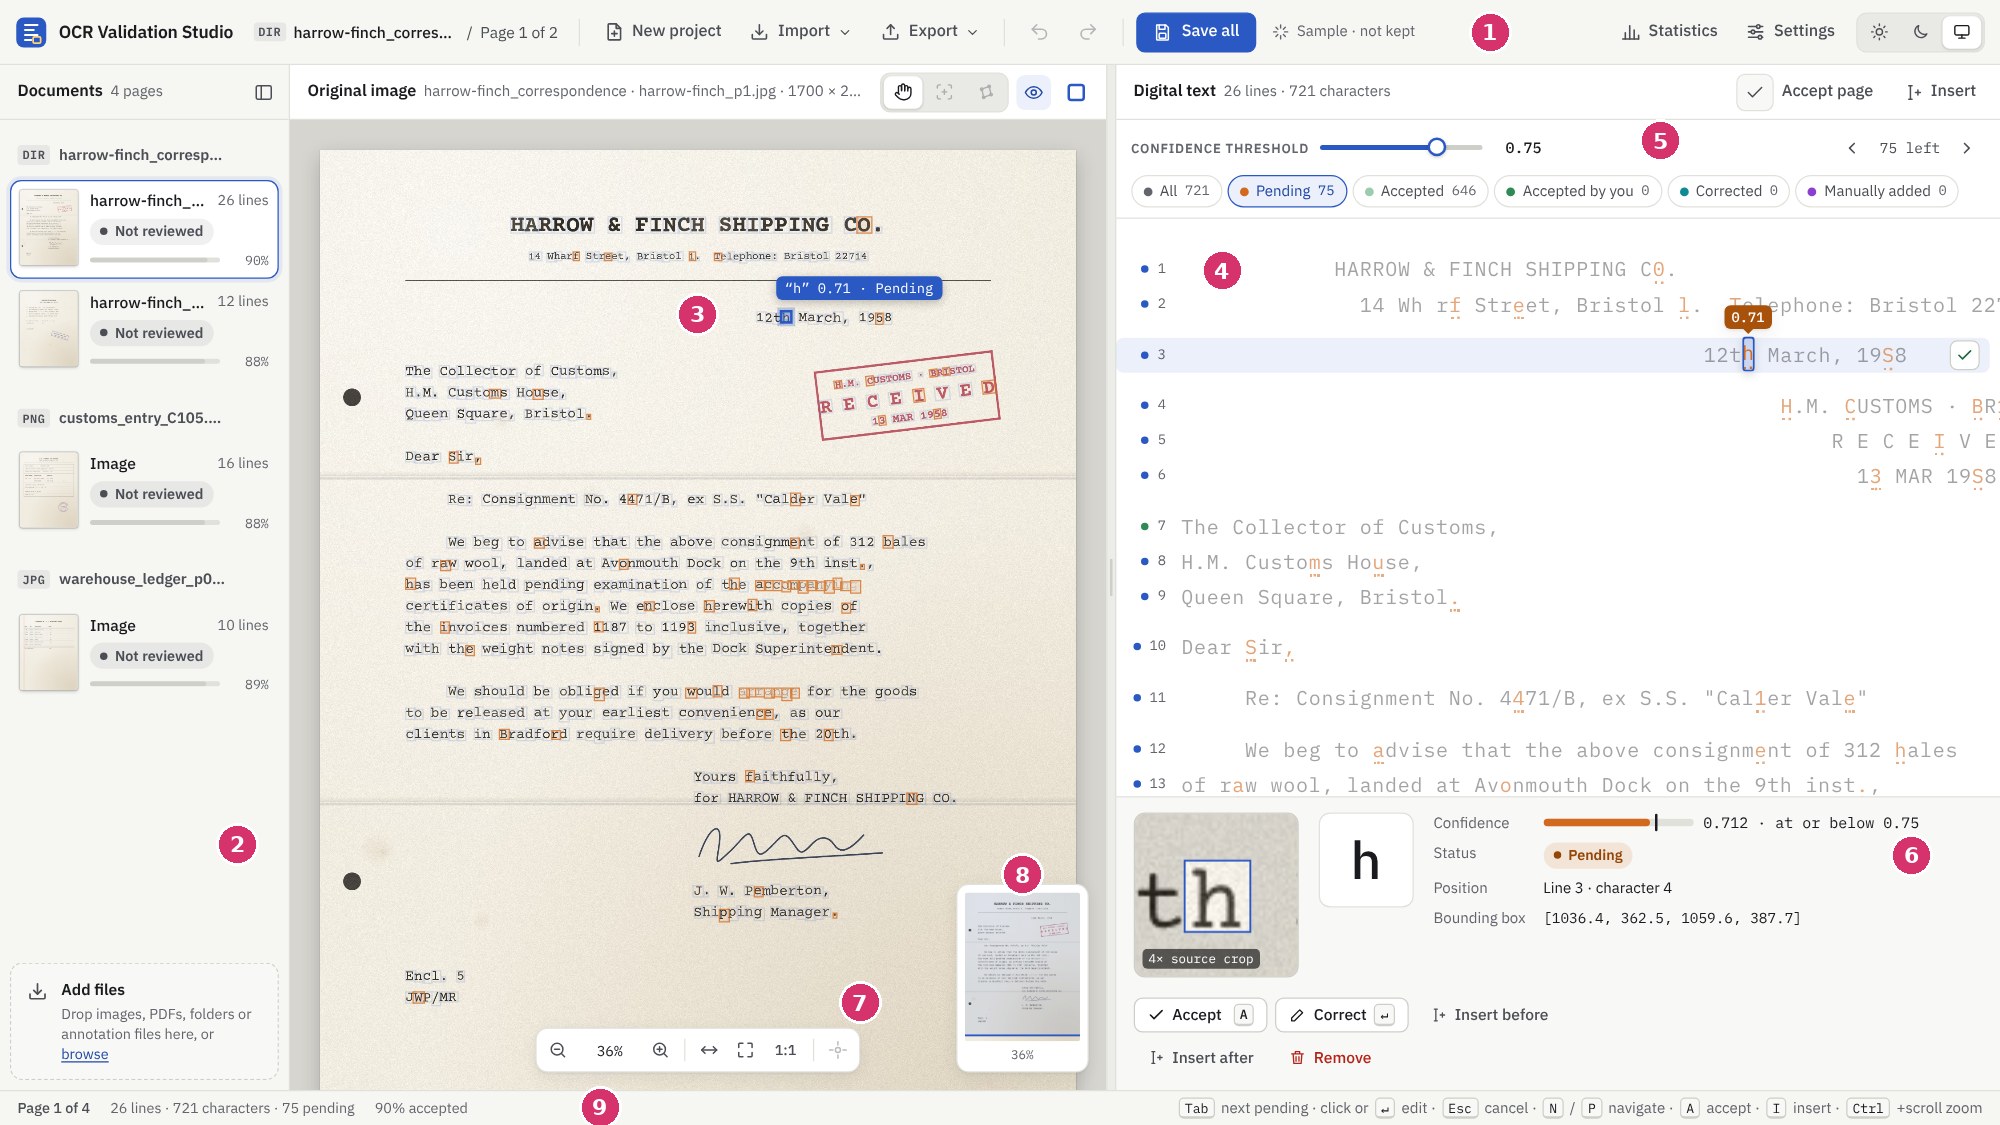 OCR Validation Studio DIR harrow-finch_corres... / Page 1 of 2 New project Import Export Save all Sample · not kept 1 Statistics Settings
Documents 4 pages
DIR harrow-finch_corresp...
harrow-finch_... 26 lines
Not reviewed
90%
harrow-finch_... 12 lines
Not reviewed
88%
PNG customs_entry_C105....
Image 16 lines
Not reviewed
88%
JPG warehouse_ledger_p0...
Image 10 lines
Not reviewed
89%
2
Add files
Drop images, PDFs, folders or
annotation files here, or
browse
Original image harrow-finch_correspondence · harrow-finch_p1.jpg · 1700 × 2...
HARROW & FINCH SHIPPING CO.
14 Wharf Street, Bristol 1. Telephone: Bristol 22714
“h” 0.71 · Pending
3
12th March, 1958
The Collector of Customs,
H.M. Customs House,
Queen Square, Bristol.
H.M. CUSTOMS · BRISTOL
RECEIVED
13 MAR 1958
Dear Sir,
Re: Consignment No. 4471/B, ex S.S. "Calder Vale"
We beg to advise that the above consignment of 312 bales
of raw wool, landed at Avonmouth Dock on the 9th inst.,
has been held pending examination of the accompanying
certificates of origin. We enclose herewith copies of
the invoices numbered 1187 to 1193 inclusive, together
with the weight notes signed by the Dock Superintendent.
We should be obliged if you would arrange for the goods
to be released at your earliest convenience, as our
clients in Bradford require delivery before the 20th.
Yours faithfully,
for HARROW & FINCH SHIPPING CO.
J. W. Pemberton,
Shipping Manager.
Encl. 5
JWP/MR
7
8
36%
36% 1:1
Digital text 26 lines · 721 characters Accept page Insert
CONFIDENCE THRESHOLD 0.75 5 75 left
All 721 Pending 75 Accepted 646 Accepted by you 0 Corrected 0 Manually added 0
4
1 HARROW & FINCH SHIPPING C0.
2 14 Wh rf Street, Bristol l. Telephone: Bristol 227
0.71
3 12th March, 19S8
4 H.M. CUSTOMS · BR
5 R E C E I V E
6 13 MAR 19S8
7 The Collector of Customs,
8 H.M. Customs House,
9 Queen Square, Bristol.
10 Dear Sir,
11 Re: Consignment No. 4471/B, ex S.S. "Cal1er Vale"
12 We beg to advise that the above consignment of 312 hales
13 of raw wool, landed at Avonmouth Dock on the 9th inst.,
th
4× source crop
h
Confidence 0.712 · at or below 0.75
Status Pending
6
Position Line 3 · character 4
Bounding box [1036.4, 362.5, 1059.6, 387.7]
Accept A Correct ↵ Insert before
Insert after Remove
Page 1 of 4 26 lines · 721 characters · 75 pending 90% accepted 9 Tab next pending · click or ↵ edit · Esc cancel · N / P navigate · A accept · I insert · Ctrl +scroll zoom